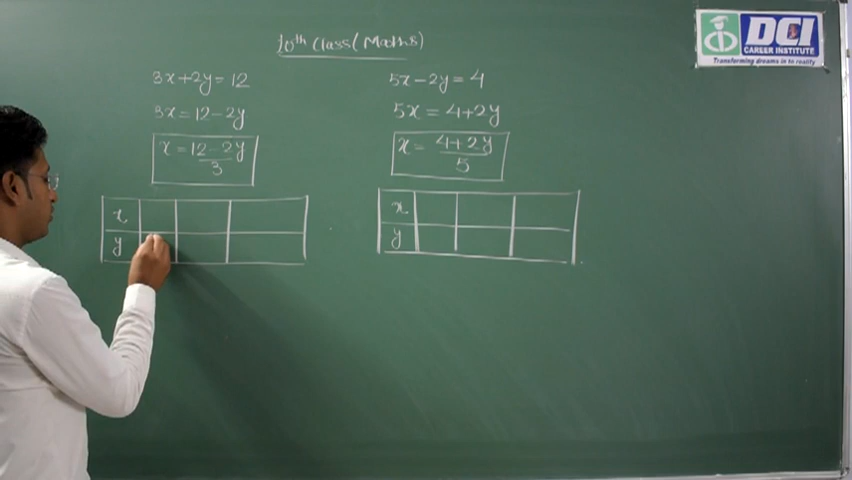 10th Class (Maths)
3x+2y=12
3x=12-2y
x=12-2y/3
x
y
5x-2y=4
5x=4+2y
x=4+2y/5
x
y
DCI
CAREER INSTITUTE
Transforming dreams in to reality